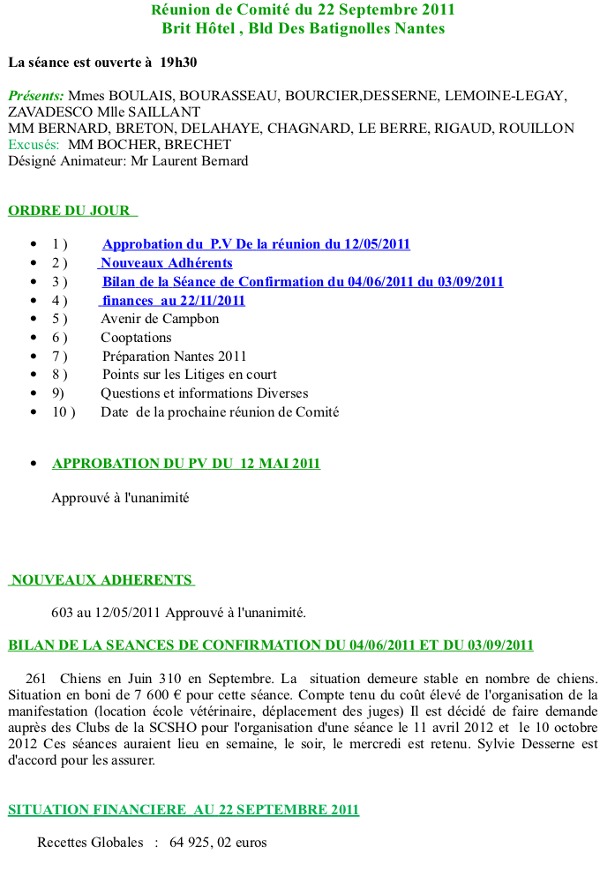 Réunion de Comité du 22 Septembre 2011
Brit Hôtel , Bld Des Batignolles Nantes
La séance est ouverte à 19h30
Présents: Mmes BOULAIS, BOURASSEAU, BOURCIER,DESSERNE, LEMOINE-LEGAY,
ZAVADESCO Mlle SAILLANT
MM BERNARD, BRETON, DELAHAYE, CHAGNARD, LE BERRE, RIGAUD, ROUILLON
Excusés: MM BOCHER, BRECHET
Désigné Animateur: Mr Laurent Bernard
ORDRE DU JOUR
• 1 ) Approbation du P.V De la réunion du 12/05/2011
• 2 ) Nouveaux Adhérents
• 3 ) Bilan de la Séance de Confirmation du 04/06/2011 du 03/09/2011
• 4 ) finances au 22/11/2011
• 5 ) Avenir de Campbon
• 6 ) Cooptations
• 7 ) Préparation Nantes 2011
• 8 ) Points sur les Litiges en court
• 9) Questions et informations Diverses
• 10 ) Date de la prochaine réunion de Comité
• APPROBATION DU PV DU 12 MAI 2011
Approuvé à l'unanimité
NOUVEAUX ADHERENTS
603 au 12/05/2011 Approuvé à l'unanimité.
BILAN DE LA SEANCES DE CONFIRMATION DU 04/06/2011 ET DU 03/09/2011
261 Chiens en Juin 310 en Septembre. La situation demeure stable en nombre de chiens.
Situation en boni de 7 600 € pour cette séance. Compte tenu du coût élevé de l'organisation de la
manifestation (location école vétérinaire, déplacement des juges) Il est décidé de faire demande
auprès des Clubs de la SCSHO pour l'organisation d'une séance le 11 avril 2012 et le 10 octobre
2012 Ces séances auraient lieu en semaine, le soir, le mercredi est retenu. Sylvie Desserne est
d'accord pour les assurer.
SITUATION FINANCIERE AU 22 SEPTEMBRE 2011
Recettes Globales : 64 925, 02 euros